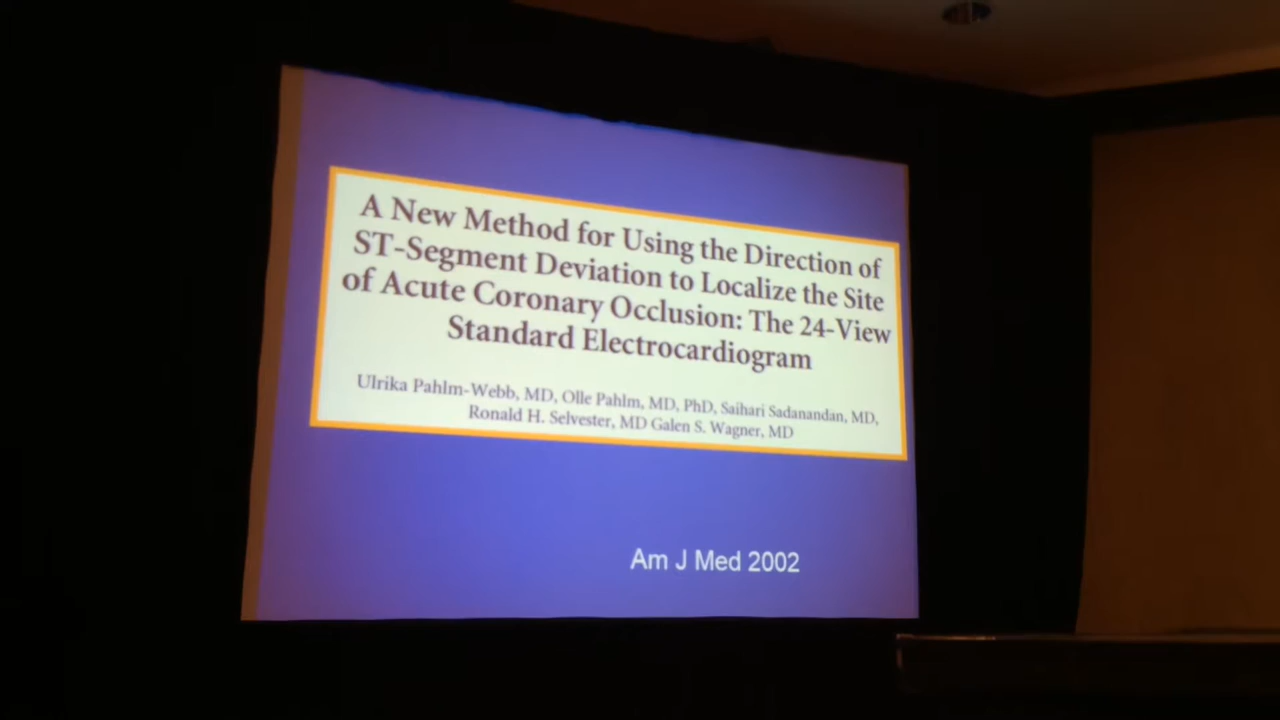 A New Method for Using the Direction of
ST-Segment Deviation to Localize the Site
of Acute Coronary Occlusion: The 24-View
Standard Electrocardiogram
Ulrika Pahlm-Webb, MD, Olle Pahlm, MD, PhD, Saihari Sadanandan, MD,
Ronald H. Selvester, MD Galen S. Wagner, MD
Am J Med 2002